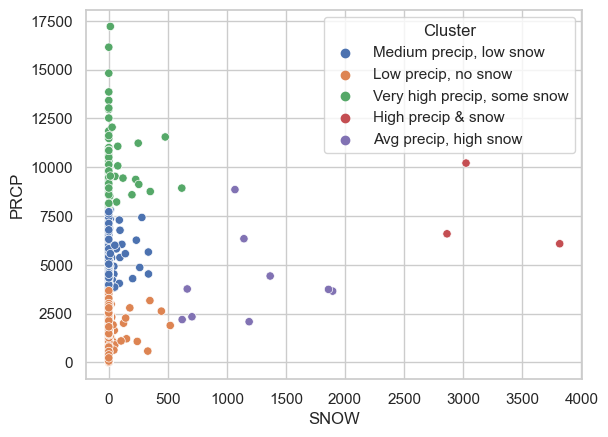 17500
15000
12500
10000
7500
5000
2500
0
PRCP
Cluster
Medium precip, low snow
Low precip, no snow
Very high precip, some snow
High precip & snow
Avg precip, high snow
0 500 1000 1500 2000 2500 3000 3500 4000
SNOW